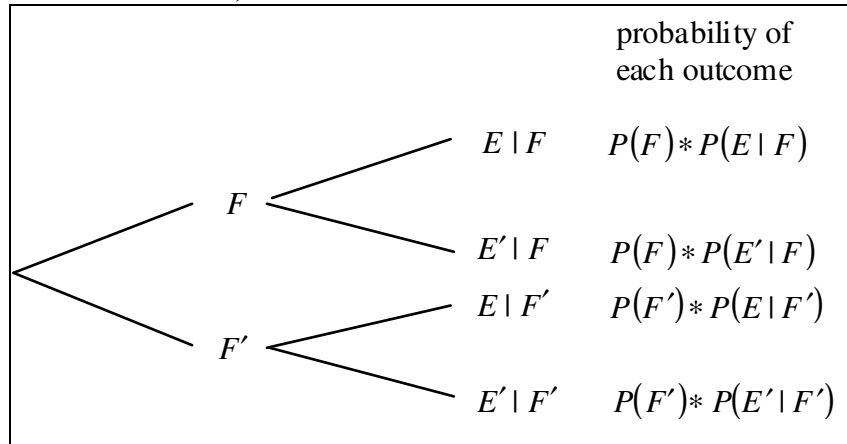 probability of
each outcome
E | F P(F)∗P(E | F)
F
E′ | F P(F)∗P(E′ | F)
E | F′ P(F′)∗P(E | F′)
F′
E′ | F′ P(F′)∗P(E′ | F′)